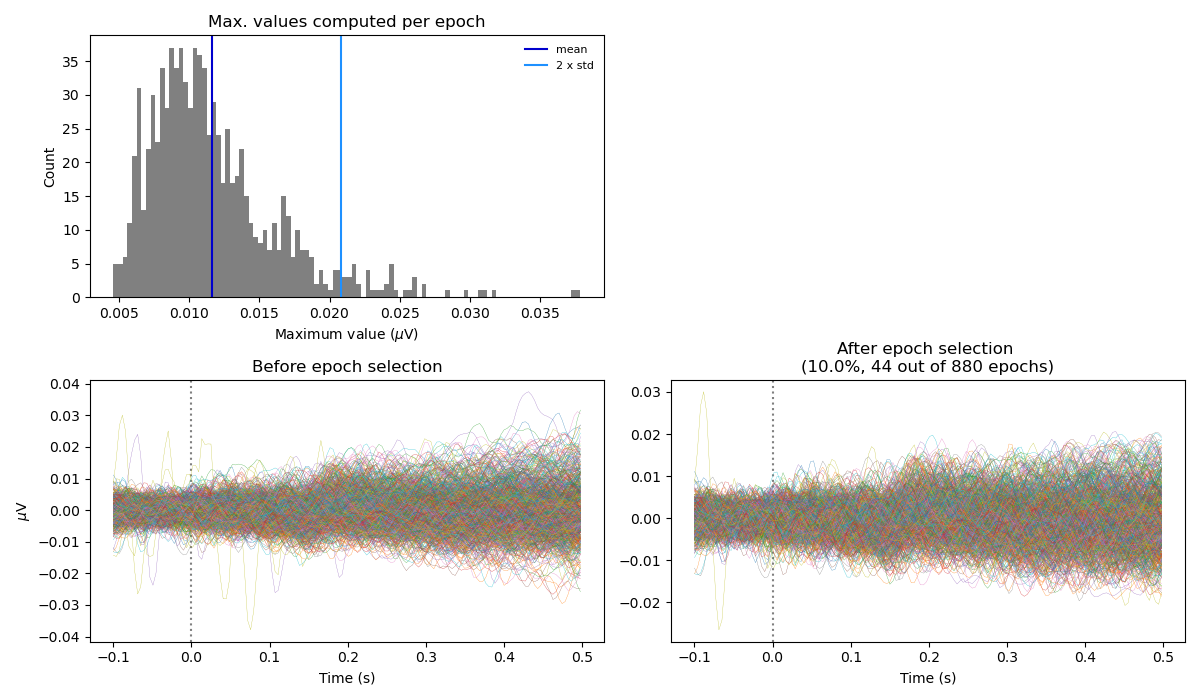 Max. values computed per epoch
mean
2 x std
Count
35
30
25
20
15
10
5
0
0.005 0.010 0.015 0.020 0.025 0.030 0.035
Maximum value (μV)
Before epoch selection
μV
0.04
0.03
0.02
0.01
0.00
−0.01
−0.02
−0.03
−0.04
−0.1 0.0 0.1 0.2 0.3 0.4 0.5
Time (s)
After epoch selection
(10.0%, 44 out of 880 epochs)
0.03
0.02
0.01
0.00
−0.01
−0.02
−0.1 0.0 0.1 0.2 0.3 0.4 0.5
Time (s)